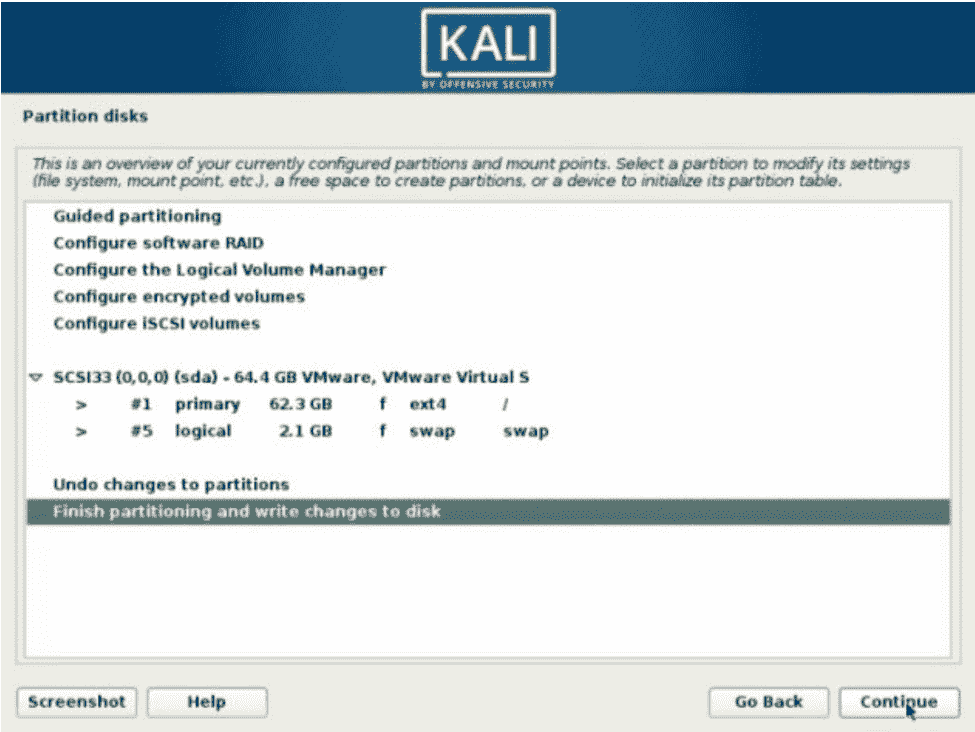 KALI
BY OFFENSIVE SECURITY
Partition disks
This is an overview of your currently configured partitions and mount points. Select a partition to modify its settings
(file system, mount point, etc.), a free space to create partitions, or a device to initialize its partition table.
Guided partitioning
Configure software RAID
Configure the Logical Volume Manager
Configure encrypted volumes
Configure iSCSI volumes
SCSI33 (0,0,0) (sda) - 64.4 GB VMware, VMware Virtual S
> #1 primary 62.3 GB f ext4 /
> #5 logical 2.1 GB f swap swap
Undo changes to partitions
Finish partitioning and write changes to disk
Screenshot Help Go Back Continue